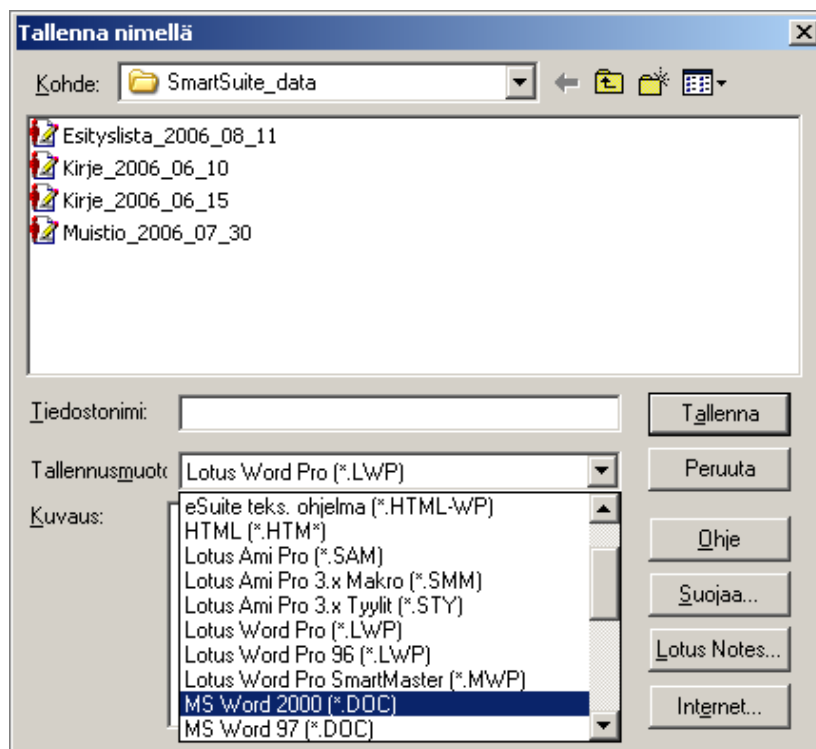 Tallenna nimellä
Kohde: SmartSuite_data
Esityslista_2006_08_11
Kirje_2006_06_10
Kirje_2006_06_15
Muistio_2006_07_30
Tiedostonimi:
Tallenna
Tallennusmuoto Lotus Word Pro (*.LWP)
Peruuta
Kuvaus:
eSuite teks. ohjelma (*.HTML-WP)
HTML (*.HTM*)
Lotus Ami Pro (*.SAM)
Lotus Ami Pro 3.x Makro (*.SMM)
Lotus Ami Pro 3.x Tyylit (*.STY)
Lotus Word Pro (*.LWP)
Lotus Word Pro 96 (*.LWP)
Lotus Word Pro SmartMaster (*.MWP)
MS Word 2000 (*.DOC)
MS Word 97 (*.DOC)
Ohje
Suojaa...
Lotus Notes...
Internet...